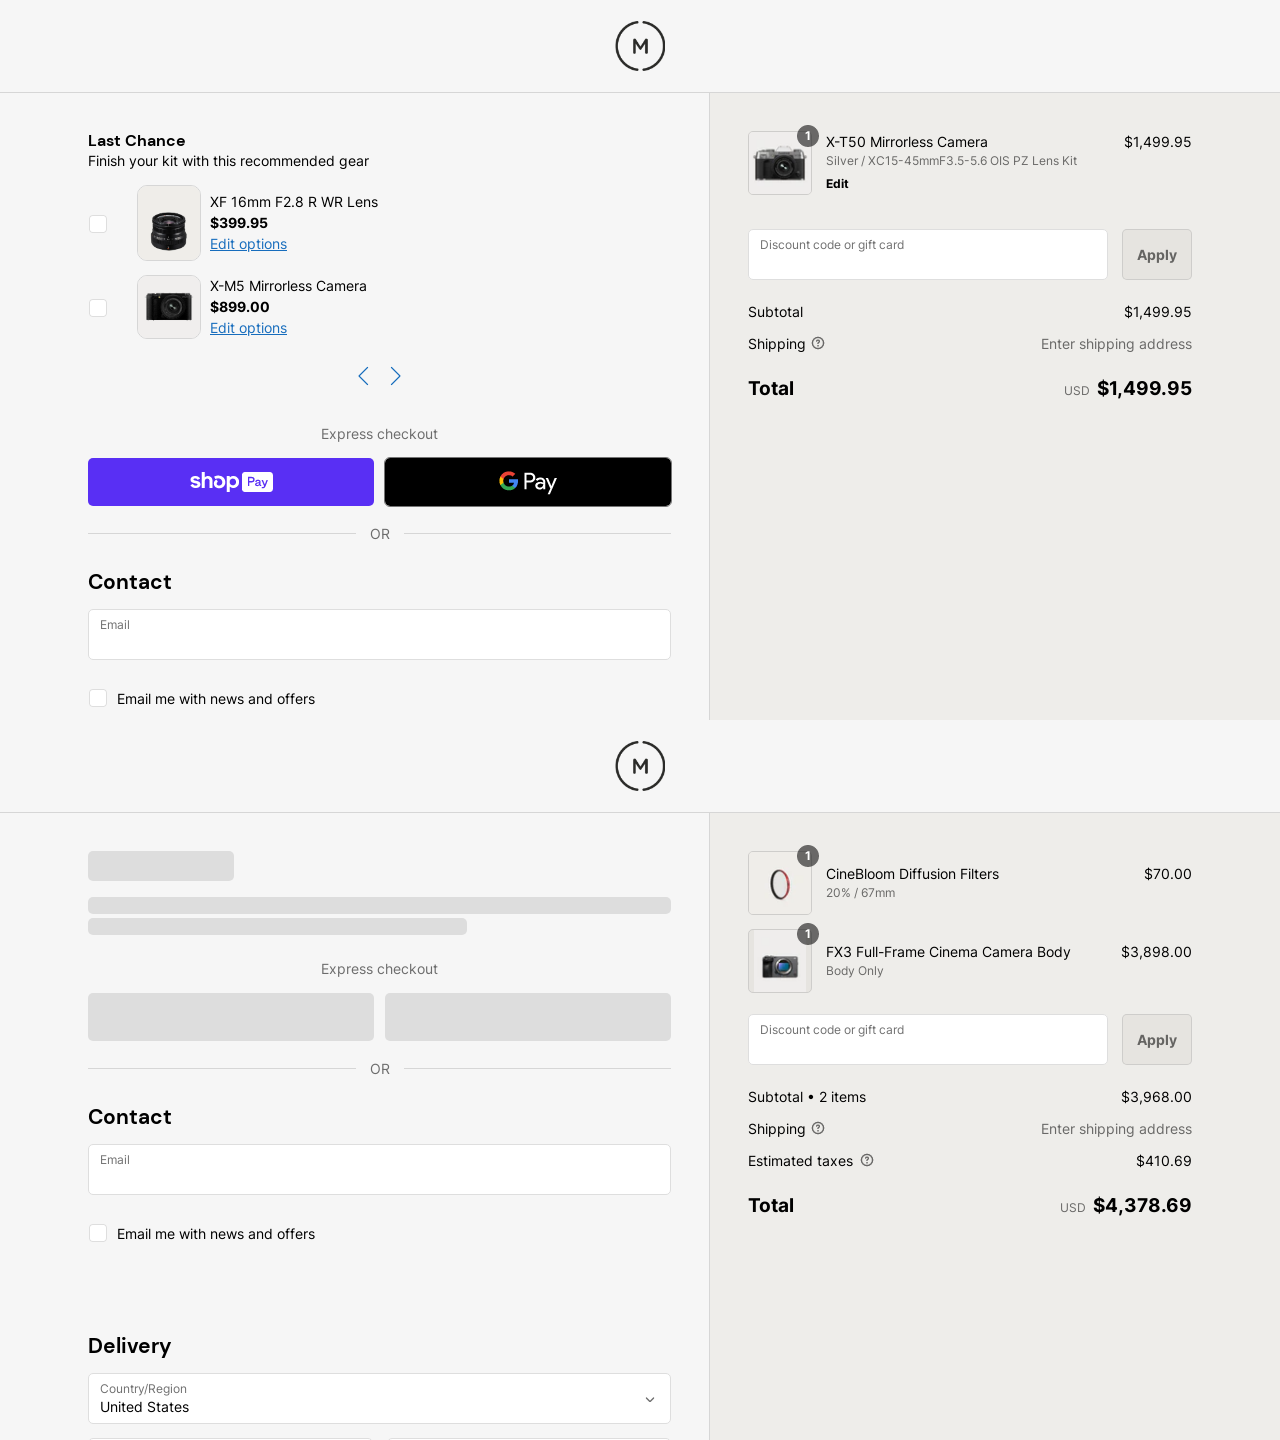 M
Last Chance
Finish your kit with this recommended gear
XF 16mm F2.8 R WR Lens
$399.95
Edit options
X-M5 Mirrorless Camera
$899.00
Edit options
Express checkout
shop Pay
G Pay
OR
Contact
Email
Email me with news and offers
1
X-T50 Mirrorless Camera $1,499.95
Silver / XC15-45mmF3.5-5.6 OIS PZ Lens Kit
Edit
Discount code or gift card
Apply
Subtotal $1,499.95
Shipping Enter shipping address
Total USD $1,499.95
M
Express checkout
OR
Contact
Email
Email me with news and offers
Delivery
Country/Region
United States
1
CineBloom Diffusion Filters $70.00
20% / 67mm
1
FX3 Full-Frame Cinema Camera Body $3,898.00
Body Only
Discount code or gift card
Apply
Subtotal • 2 items $3,968.00
Shipping Enter shipping address
Estimated taxes $410.69
Total USD $4,378.69